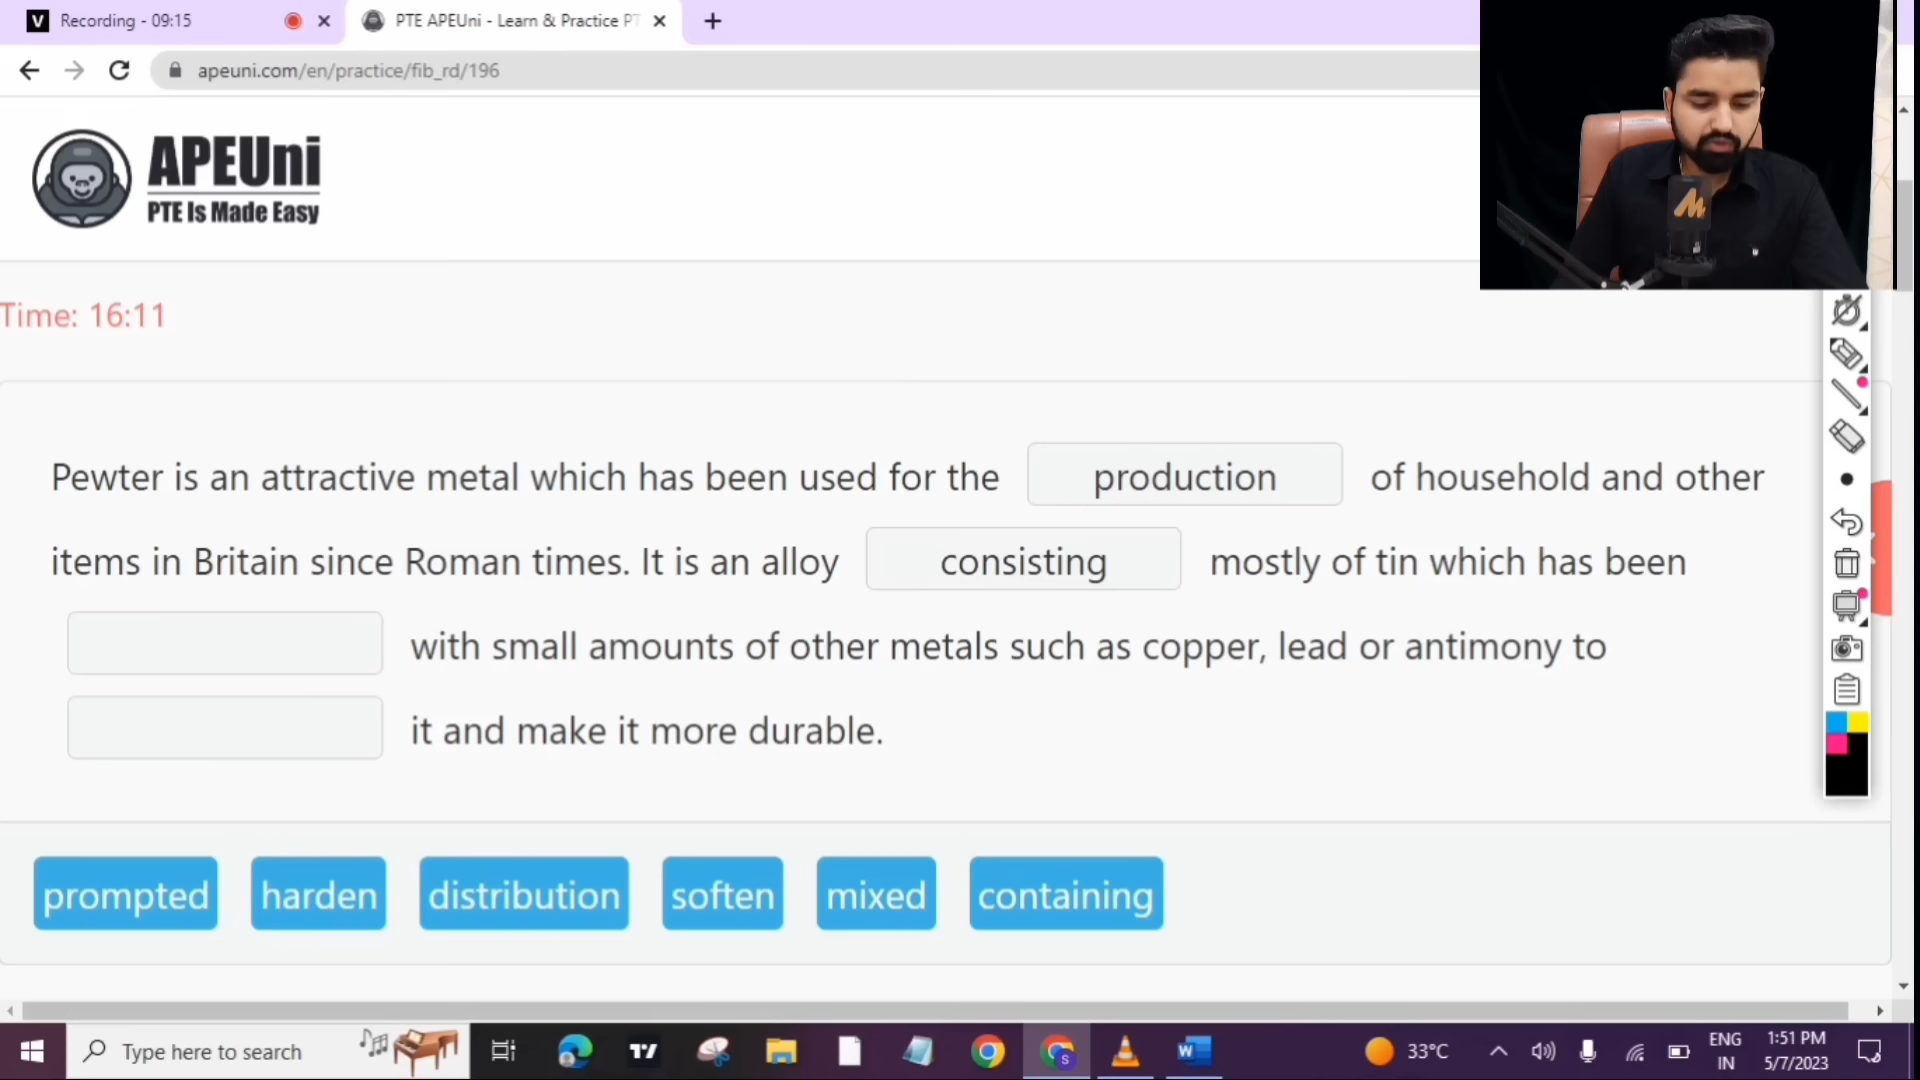 V Recording - 09:15
PTE APEUni - Learn & Practice PT
apeuni.com/en/practice/fib_rd/196
APEUni
PTE Is Made Easy
Time: 16:11
Pewter is an attractive metal which has been used for the production of household and other
items in Britain since Roman times. It is an alloy consisting mostly of tin which has been
with small amounts of other metals such as copper, lead or antimony to
it and make it more durable.
prompted harden distribution soften mixed containing
Type here to search
33°C
ENG
IN
1:51 PM
5/7/2023